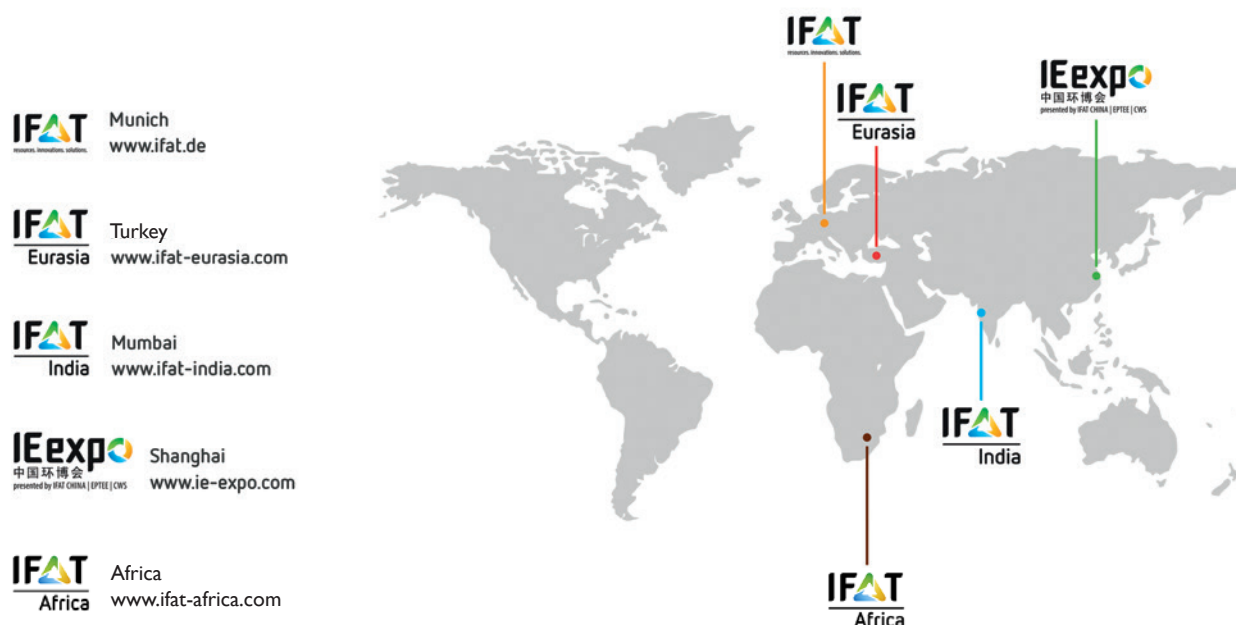 IFAT
resources. innovations. solutions.
Munich
www.ifat.de
IFAT
Eurasia
Turkey
www.ifat-eurasia.com
IFAT
India
Mumbai
www.ifat-india.com
IEexpo
中国环博会
presented by IFAT CHINA | EPTEE | CWS
Shanghai
www.ie-expo.com
IFAT
Africa
Africa
www.ifat-africa.com
IFAT
resources. innovations. solutions.
IFAT
Eurasia
IEexpo
中国环博会
presented by IFAT CHINA | EPTEE | CWS
IFAT
India
IFAT
Africa